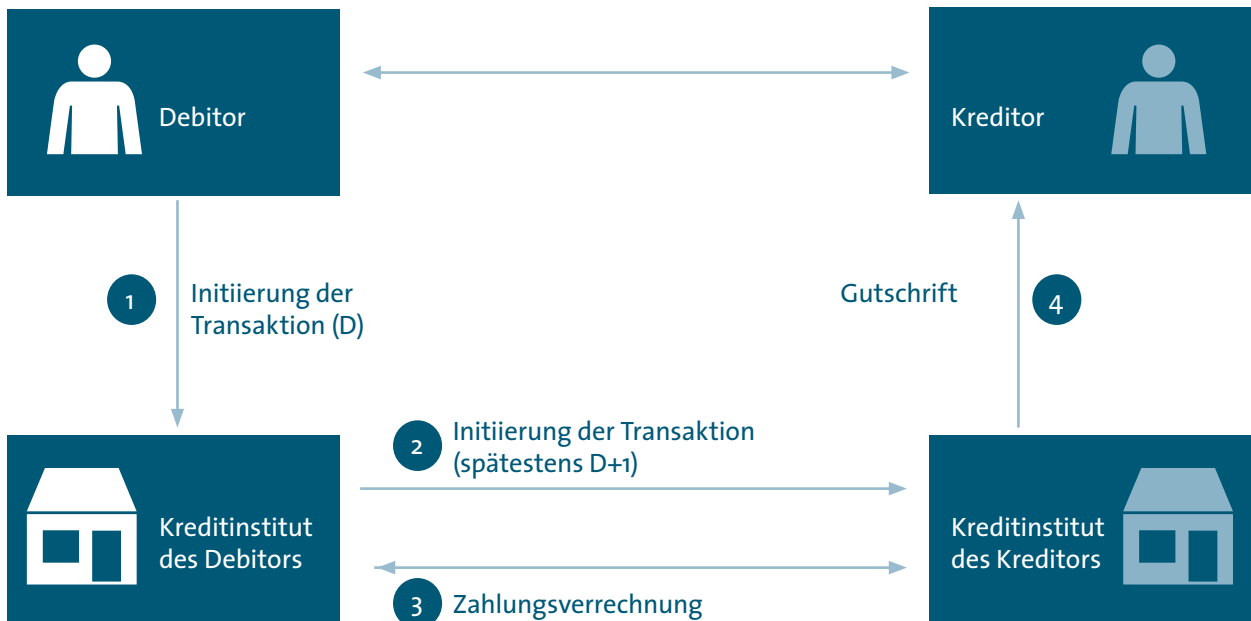 Debitor
Kreditor
1
Initiierung der
Transaktion (D)
Gutschrift
4
2
Initiierung der Transaktion
(spätestens D+1)
Kreditinstitut
des Debitors
Kreditinstitut
des Kreditors
3
Zahlungsverrechnung